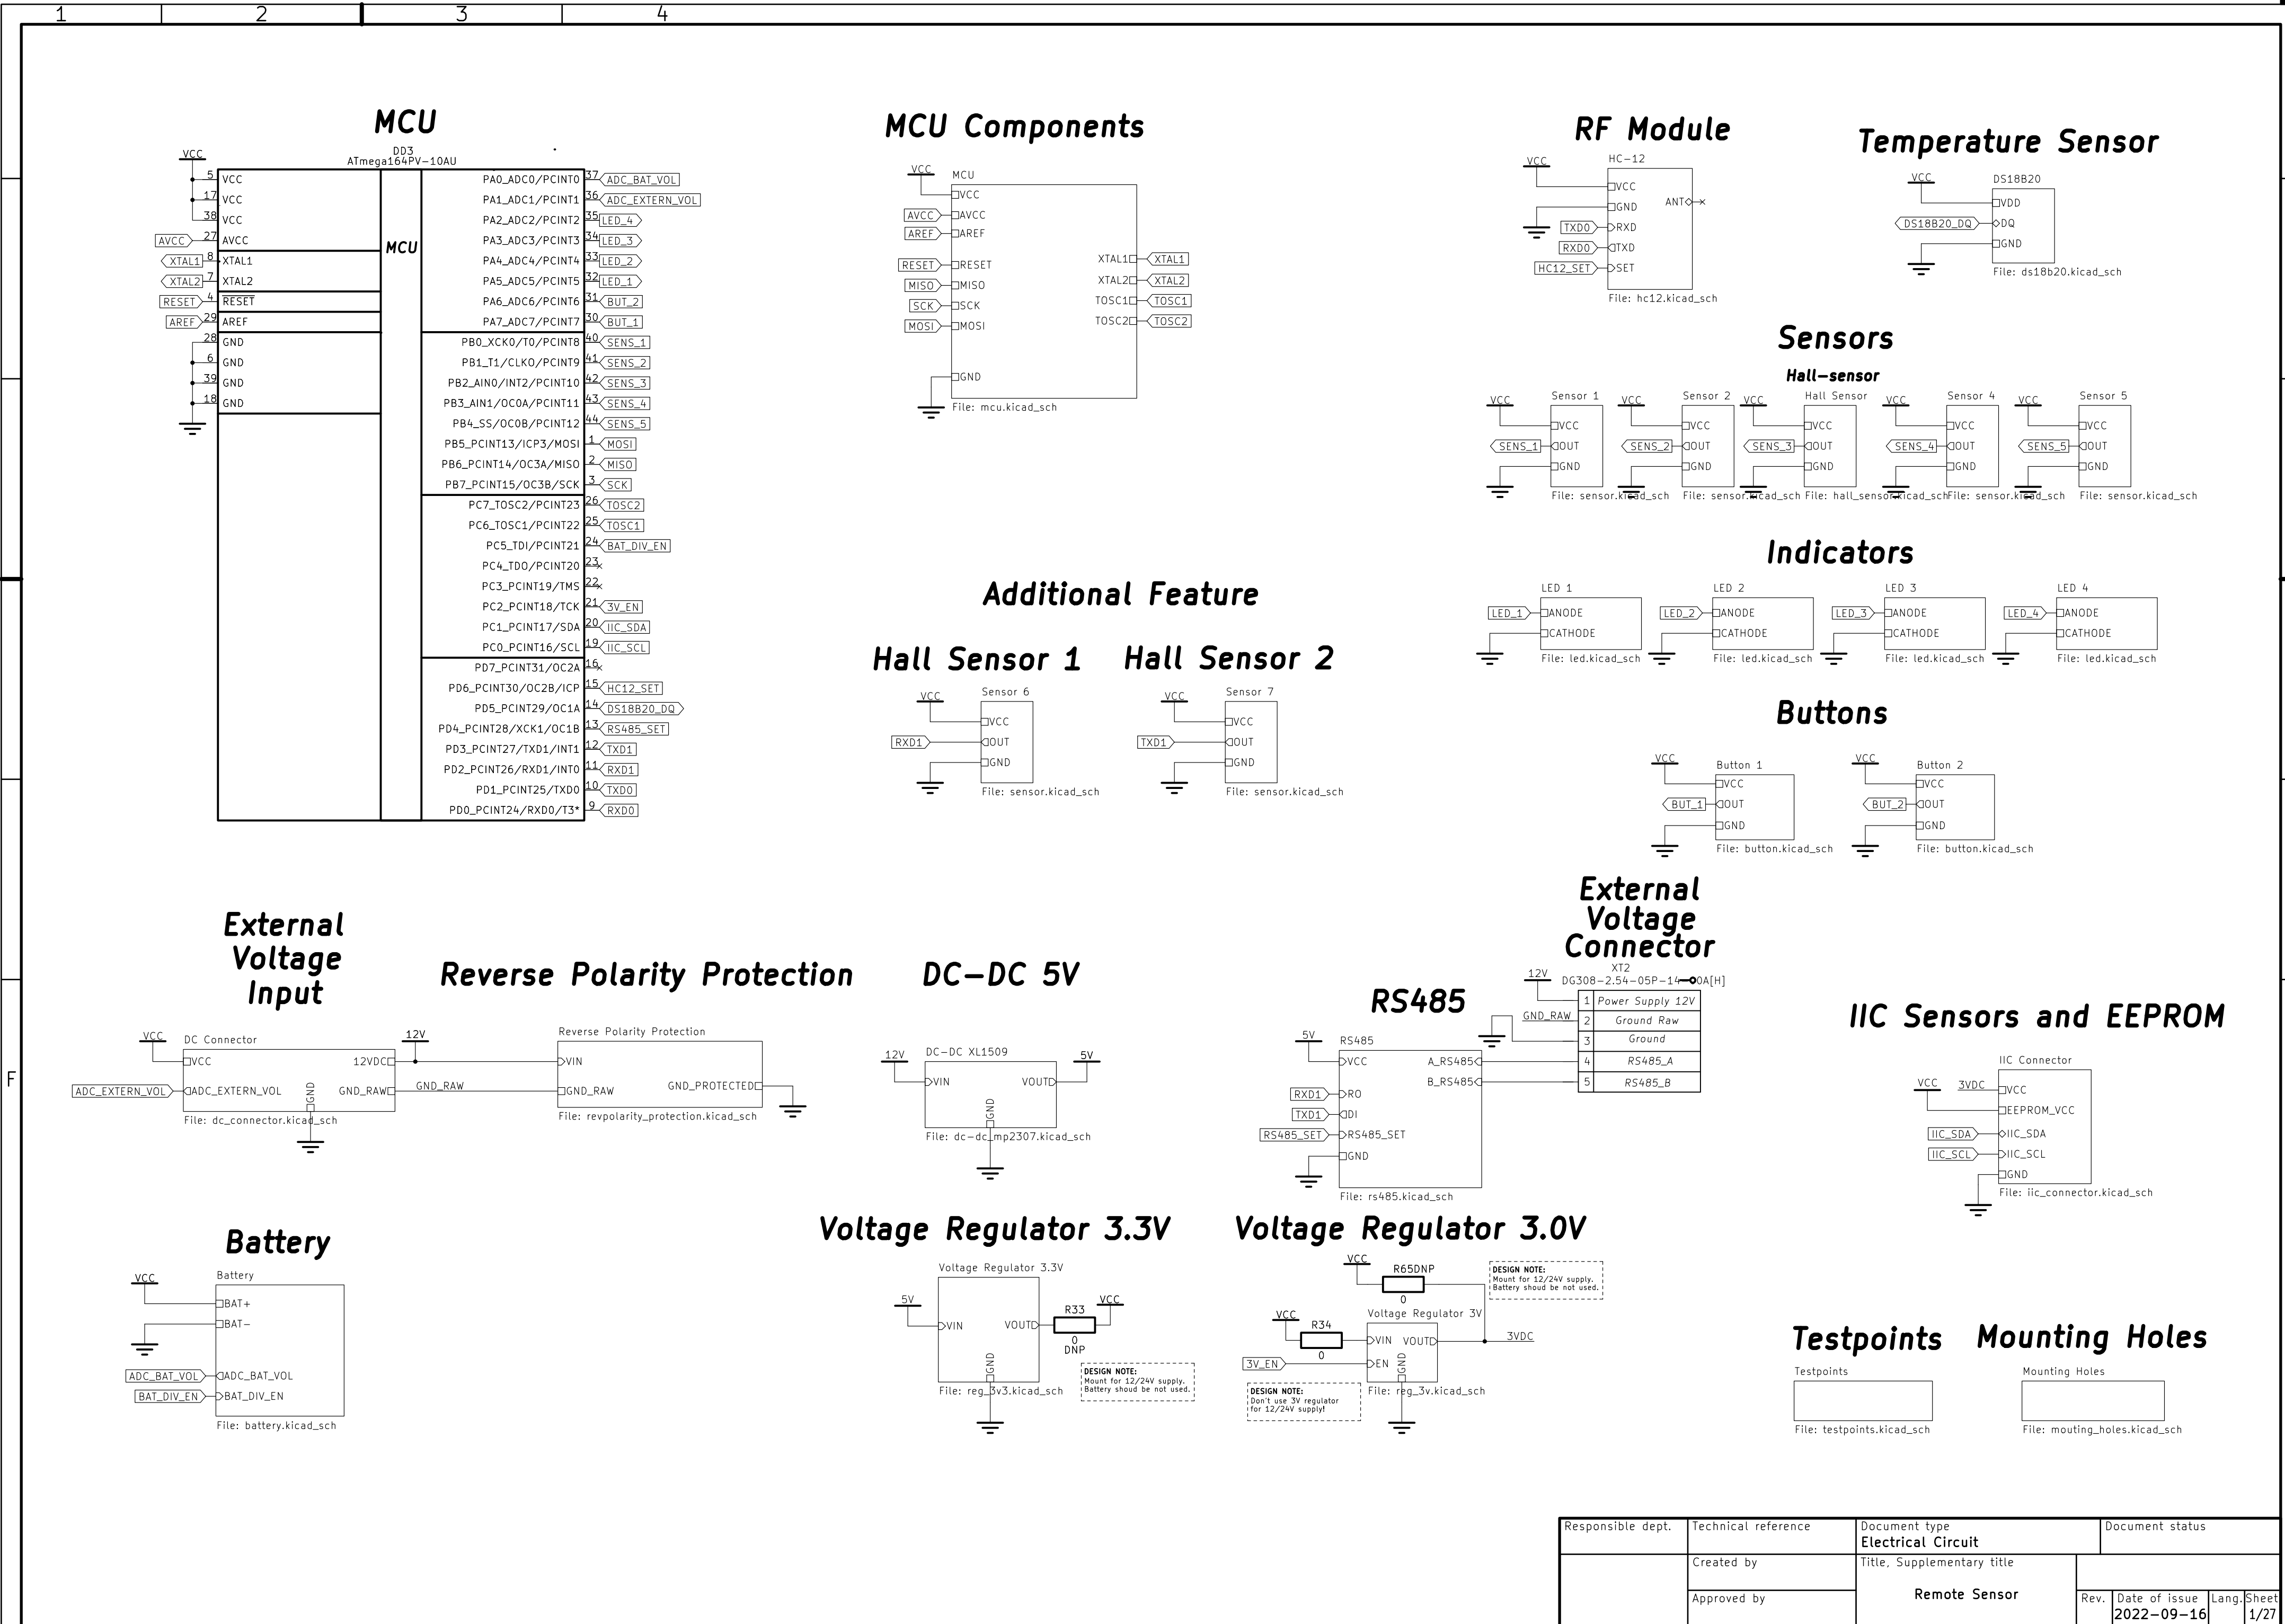 1 2 3 4
MCU
DD3
ATmega164PV-10AU
VCC
5 VCC
17 VCC
38 VCC
AVCC 27 AVCC
XTAL1 8 XTAL1
XTAL2 7 XTAL2
RESET 4 RESET
AREF 29 AREF
28 GND
6 GND
39 GND
18 GND
MCU
PA0_ADC0/PCINT0 37 ADC_BAT_VOL
PA1_ADC1/PCINT1 36 ADC_EXTERN_VOL
PA2_ADC2/PCINT2 35 LED_4
PA3_ADC3/PCINT3 34 LED_3
PA4_ADC4/PCINT4 33 LED_2
PA5_ADC5/PCINT5 32 LED_1
PA6_ADC6/PCINT6 31 BUT_2
PA7_ADC7/PCINT7 30 BUT_1
PB0_XCK0/T0/PCINT8 40 SENS_1
PB1_T1/CLKO/PCINT9 41 SENS_2
PB2_AIN0/INT2/PCINT10 42 SENS_3
PB3_AIN1/OC0A/PCINT11 43 SENS_4
PB4_SS/OC0B/PCINT12 44 SENS_5
PB5_PCINT13/ICP3/MOSI 1 MOSI
PB6_PCINT14/OC3A/MISO 2 MISO
PB7_PCINT15/OC3B/SCK 3 SCK
PC7_TOSC2/PCINT23 26 TOSC2
PC6_TOSC1/PCINT22 25 TOSC1
PC5_TDI/PCINT21 24 BAT_DIV_EN
PC4_TDO/PCINT20 23
PC3_PCINT19/TMS 22
PC2_PCINT18/TCK 21 3V_EN
PC1_PCINT17/SDA 20 IIC_SDA
PC0_PCINT16/SCL 19 IIC_SCL
PD7_PCINT31/OC2A 16
PD6_PCINT30/OC2B/ICP 15 HC12_SET
PD5_PCINT29/OC1A 14 DS18B20_DQ
PD4_PCINT28/XCK1/OC1B 13 RS485_SET
PD3_PCINT27/TXD1/INT1 12 TXD1
PD2_PCINT26/RXD1/INT0 11 RXD1
PD1_PCINT25/TXD0 10 TXD0
PD0_PCINT24/RXD0/T3* 9 RXD0
MCU Components
VCC MCU
VCC
AVCC AVCC
AREF AREF
RESET RESET
MISO MISO
SCK SCK
MOSI MOSI
GND
XTAL1 XTAL1
XTAL2 XTAL2
TOSC1 TOSC1
TOSC2 TOSC2
File: mcu.kicad_sch
RF Module
VCC HC-12
VCC
GND
ANT
TXD0 RXD
RXD0 TXD
HC12_SET SET
File: hc12.kicad_sch
Temperature Sensor
VCC DS18B20
VDD
DS18B20_DQ DQ
GND
File: ds18b20.kicad_sch
Sensors
Hall-sensor
VCC Sensor 1 VCC Sensor 2 VCC Hall Sensor VCC Sensor 4 VCC Sensor 5
VCC VCC VCC VCC VCC
SENS_1 OUT SENS_2 OUT SENS_3 OUT SENS_4 OUT SENS_5 OUT
GND GND GND GND GND
File: sensor.kicad_sch File: sensor.kicad_sch File: hall_sensor.kicad_sch File: sensor.kicad_sch File: sensor.kicad_sch
Indicators
LED 1 LED 2 LED 3 LED 4
LED_1 ANODE LED_2 ANODE LED_3 ANODE LED_4 ANODE
CATHODE CATHODE CATHODE CATHODE
File: led.kicad_sch File: led.kicad_sch File: led.kicad_sch File: led.kicad_sch
Additional Feature
Hall Sensor 1 Hall Sensor 2
VCC Sensor 6 VCC Sensor 7
VCC VCC
RXD1 OUT TXD1 OUT
GND GND
File: sensor.kicad_sch File: sensor.kicad_sch
Buttons
VCC Button 1 VCC Button 2
VCC VCC
BUT_1 OUT BUT_2 OUT
GND GND
File: button.kicad_sch File: button.kicad_sch
F
External
Voltage
Input
VCC DC Connector 12V
VCC 12VDC
ADC_EXTERN_VOL ADC_EXTERN_VOL GND GND_RAW GND_RAW
File: dc_connector.kicad_sch
Reverse Polarity Protection
Reverse Polarity Protection
VIN
GND_RAW GND_PROTECTED
File: revpolarity_protection.kicad_sch
DC-DC 5V
12V DC-DC XL1509 5V
VIN VOUT
GND
File: dc-dc_mp2307.kicad_sch
RS485
5V RS485
VCC A_RS485
B_RS485
RXD1 RO
TXD1 DI
RS485_SET RS485_SET
GND
File: rs485.kicad_sch
External
Voltage
Connector
XT2
12V DG308-2.54-05P-14-00A[H]
1 Power Supply 12V
GND_RAW 2 Ground Raw
3 Ground
4 RS485_A
5 RS485_B
IIC Sensors and EEPROM
IIC Connector
VCC 3VDC VCC
EEPROM_VCC
IIC_SDA IIC_SDA
IIC_SCL IIC_SCL
GND
File: iic_connector.kicad_sch
Battery
VCC Battery
BAT+
BAT-
ADC_BAT_VOL ADC_BAT_VOL
BAT_DIV_EN BAT_DIV_EN
File: battery.kicad_sch
Voltage Regulator 3.3V
Voltage Regulator 3.3V
5V VCC
R33
VIN VOUT
0
DNP
GND
File: reg_3v3.kicad_sch
DESIGN NOTE:
Mount for 12/24V supply.
Battery shoud be not used.
Voltage Regulator 3.0V
VCC R65DNP
0
DESIGN NOTE:
Mount for 12/24V supply.
Battery shoud be not used.
VCC Voltage Regulator 3V
R34 VIN VOUT 3VDC
0
3V_EN EN
GND
File: reg_3v.kicad_sch
DESIGN NOTE:
Don't use 3V regulator
for 12/24V supply!
Testpoints Mounting Holes
Testpoints Mounting Holes
File: testpoints.kicad_sch File: mouting_holes.kicad_sch
Responsible dept. Technical reference Document type Document status
Electrical Circuit
Created by Title, Supplementary title
Remote Sensor
Approved by Rev. Date of issue Lang. Sheet
2022-09-16 1/27